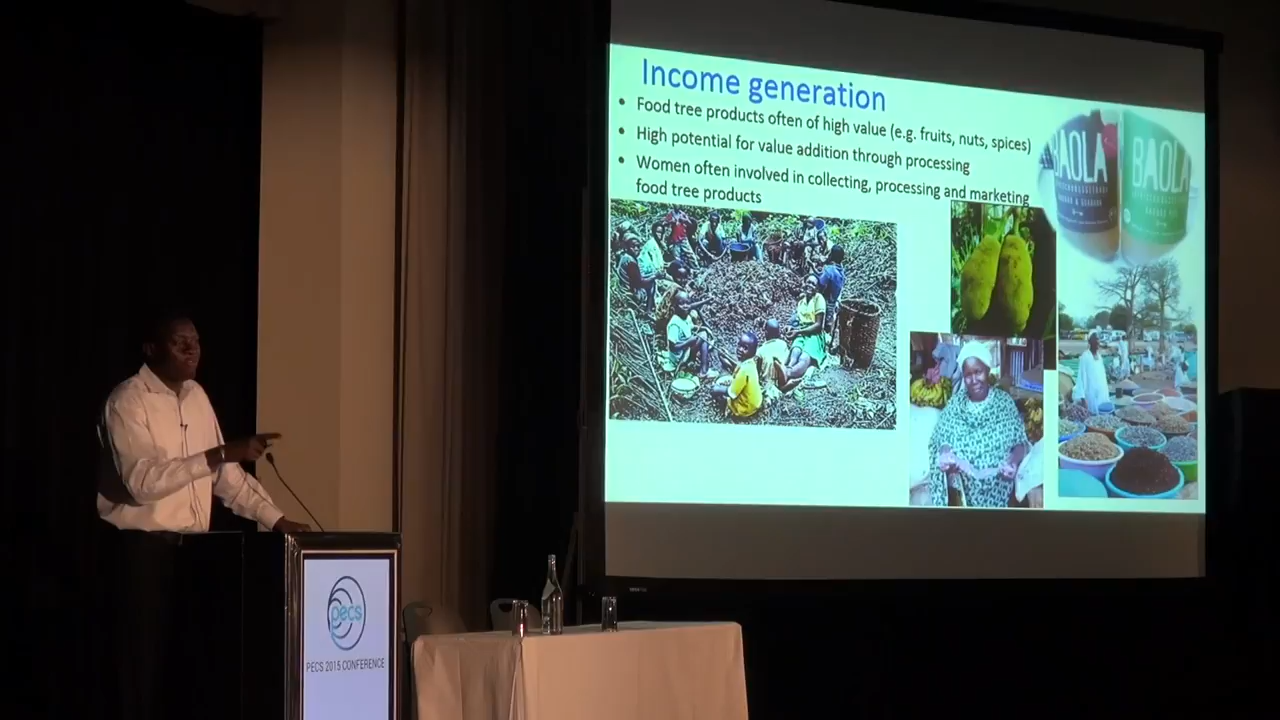 Income generation
• Food tree products often of high value (e.g. fruits, nuts, spices)
• High potential for value addition through processing
• Women often involved in collecting, processing and marketing
food tree products
BAOLA
BAOLA
pecs
PECS 2015 CONFERENCE